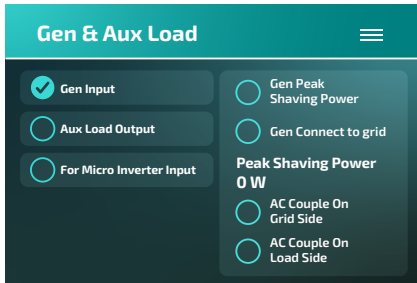 Gen & Aux Load
Gen Input
Aux Load Output
For Micro Inverter Input
Gen Peak
Shaving Power
Gen Connect to grid
Peak Shaving Power
0 W
AC Couple On
Grid Side
AC Couple On
Load Side